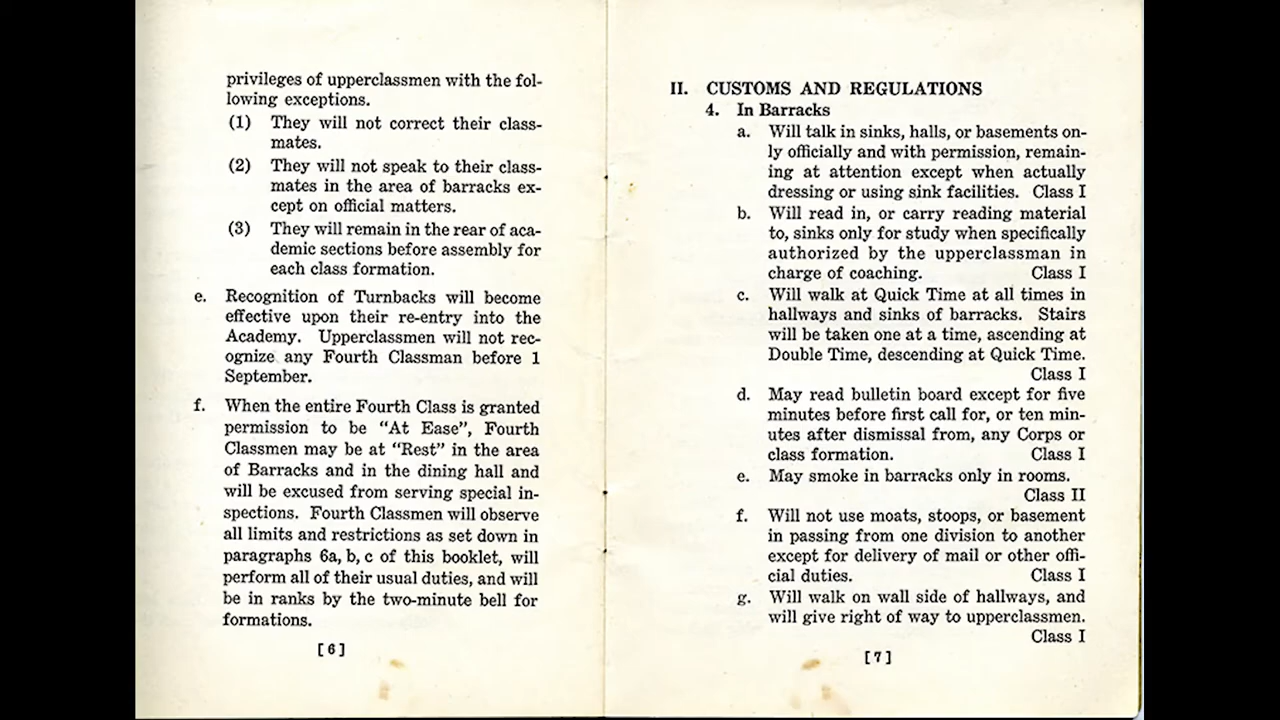 privileges of upperclassmen with the fol-
lowing exceptions.
(1) They will not correct their class-
mates.
(2) They will not speak to their class-
mates in the area of barracks ex-
cept on official matters.
(3) They will remain in the rear of aca-
demic sections before assembly for
each class formation.
e. Recognition of Turnbacks will become
effective upon their re-entry into the
Academy. Upperclassmen will not rec-
ognize any Fourth Classman before 1
September.
f. When the entire Fourth Class is granted
permission to be “At Ease”, Fourth
Classmen may be at “Rest” in the area
of Barracks and in the dining hall and
will be excused from serving special in-
spections. Fourth Classmen will observe
all limits and restrictions as set down in
paragraphs 6a, b, c of this booklet, will
perform all of their usual duties, and will
be in ranks by the two-minute bell for
formations.
[6]
II. CUSTOMS AND REGULATIONS
4. In Barracks
a. Will talk in sinks, halls, or basements on-
ly officially and with permission, remain-
ing at attention except when actually
dressing or using sink facilities. Class I
b. Will read in, or carry reading material
to, sinks only for study when specifically
authorized by the upperclassman in
charge of coaching. Class I
c. Will walk at Quick Time at all times in
hallways and sinks of barracks. Stairs
will be taken one at a time, ascending at
Double Time, descending at Quick Time.
Class I
d. May read bulletin board except for five
minutes before first call for, or ten min-
utes after dismissal from, any Corps or
class formation. Class I
e. May smoke in barracks only in rooms.
Class II
f. Will not use moats, stoops, or basement
in passing from one division to another
except for delivery of mail or other offi-
cial duties. Class I
g. Will walk on wall side of hallways, and
will give right of way to upperclassmen.
Class I
[7]